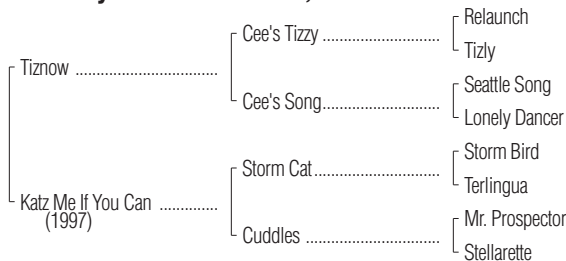 Relaunch
Cee's Tizzy
Tizly
Tiznow
Seattle Song
Cee's Song
Lonely Dancer
Storm Bird
Storm Cat
Terlingua
Katz Me If You Can
(1997)
Mr. Prospector
Cuddles
Stellarette